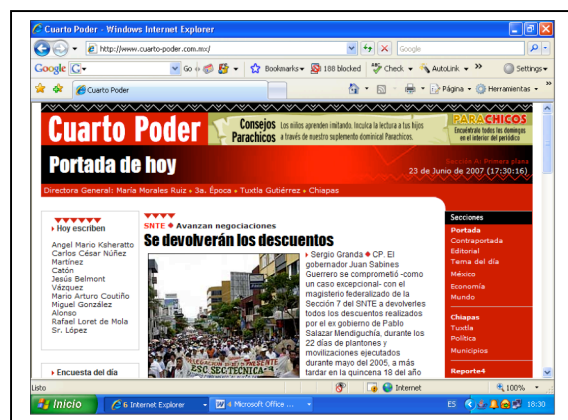 Cuarto Poder - Windows Internet Explorer
http://www.cuarto-poder.com.mx/
Google
Google
Go
Bookmarks
188 blocked
Check
AutoLink
Settings
Cuarto Poder
Página
Herramientas
Cuarto Poder
Consejos
Parachicos
Los niños aprenden imitando. Inculca la lectura a tus hijos
a través de nuestro suplemento dominical Parachicos.
PARACHICOS
Encuéntralo todos los domingos
en el interior del periódico
Portada de hoy
Sección A: Primera plana
23 de Junio de 2007 (17:30:16)
Directora General: María Morales Ruiz • 3a. Época • Tuxtla Gutiérrez • Chiapas
Hoy escriben
Angel Mario Ksheratto
Carlos César Núñez
Martínez
Catón
Jesús Belmont
Vázquez
Mario Arturo Coutiño
Miguel González
Alonso
Rafael Loret de Mola
Sr. López
Encuesta del día
SNTE ♦ Avanzan negociaciones
Se devolverán los descuentos
DELEGACION
PRESENTE
ESC SEC TECNICA
Sergio Granda ♦ CP. El
gobernador Juan Sabines
Guerrero se comprometió -como
un caso excepcional- con el
magisterio federalizado de la
Sección 7 del SNTE a devolverles
todos los descuentos realizados
por el ex gobierno de Pablo
Salazar Mendiguchía, durante los
22 días de plantones y
movilizaciones ejecutados
durante mayo del 2005, a más
tardar en la quincena 18 del año
Secciones
Portada
Contraportada
Editorial
Tema del día
México
Economía
Mundo
Chiapas
Tuxtla
Política
Municipios
Reporte4
Listo
Internet
100%
Inicio
6 Internet Explorer
4 Microsoft Office ...
ES
18:30